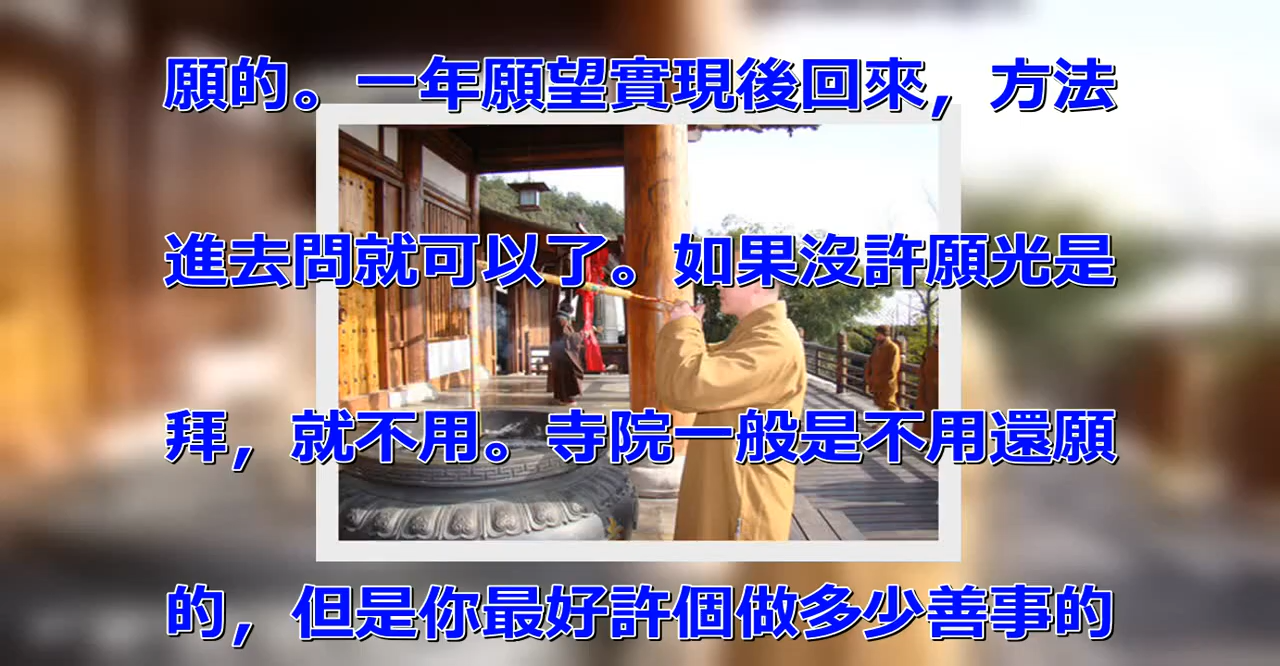 願的。一年願望實現後回來，方法
進去問就可以了。如果沒許願光是
拜，就不用。寺院一般是不用還願
的，但是你最好許個做多少善事的